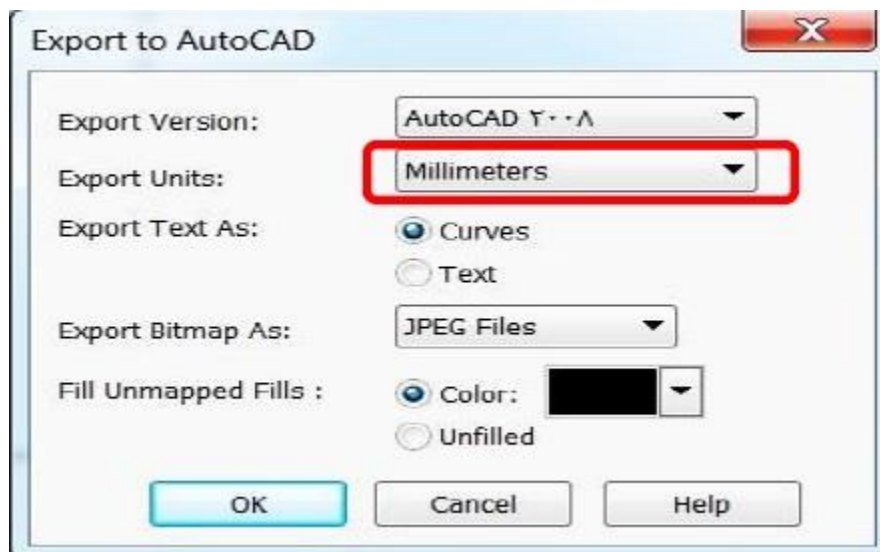 Export to AutoCAD
Export Version: AutoCAD ۲۰۰۸
Export Units: Millimeters
Export Text As: Curves
Text
Export Bitmap As: JPEG Files
Fill Unmapped Fills : Color:
Unfilled
OK Cancel Help